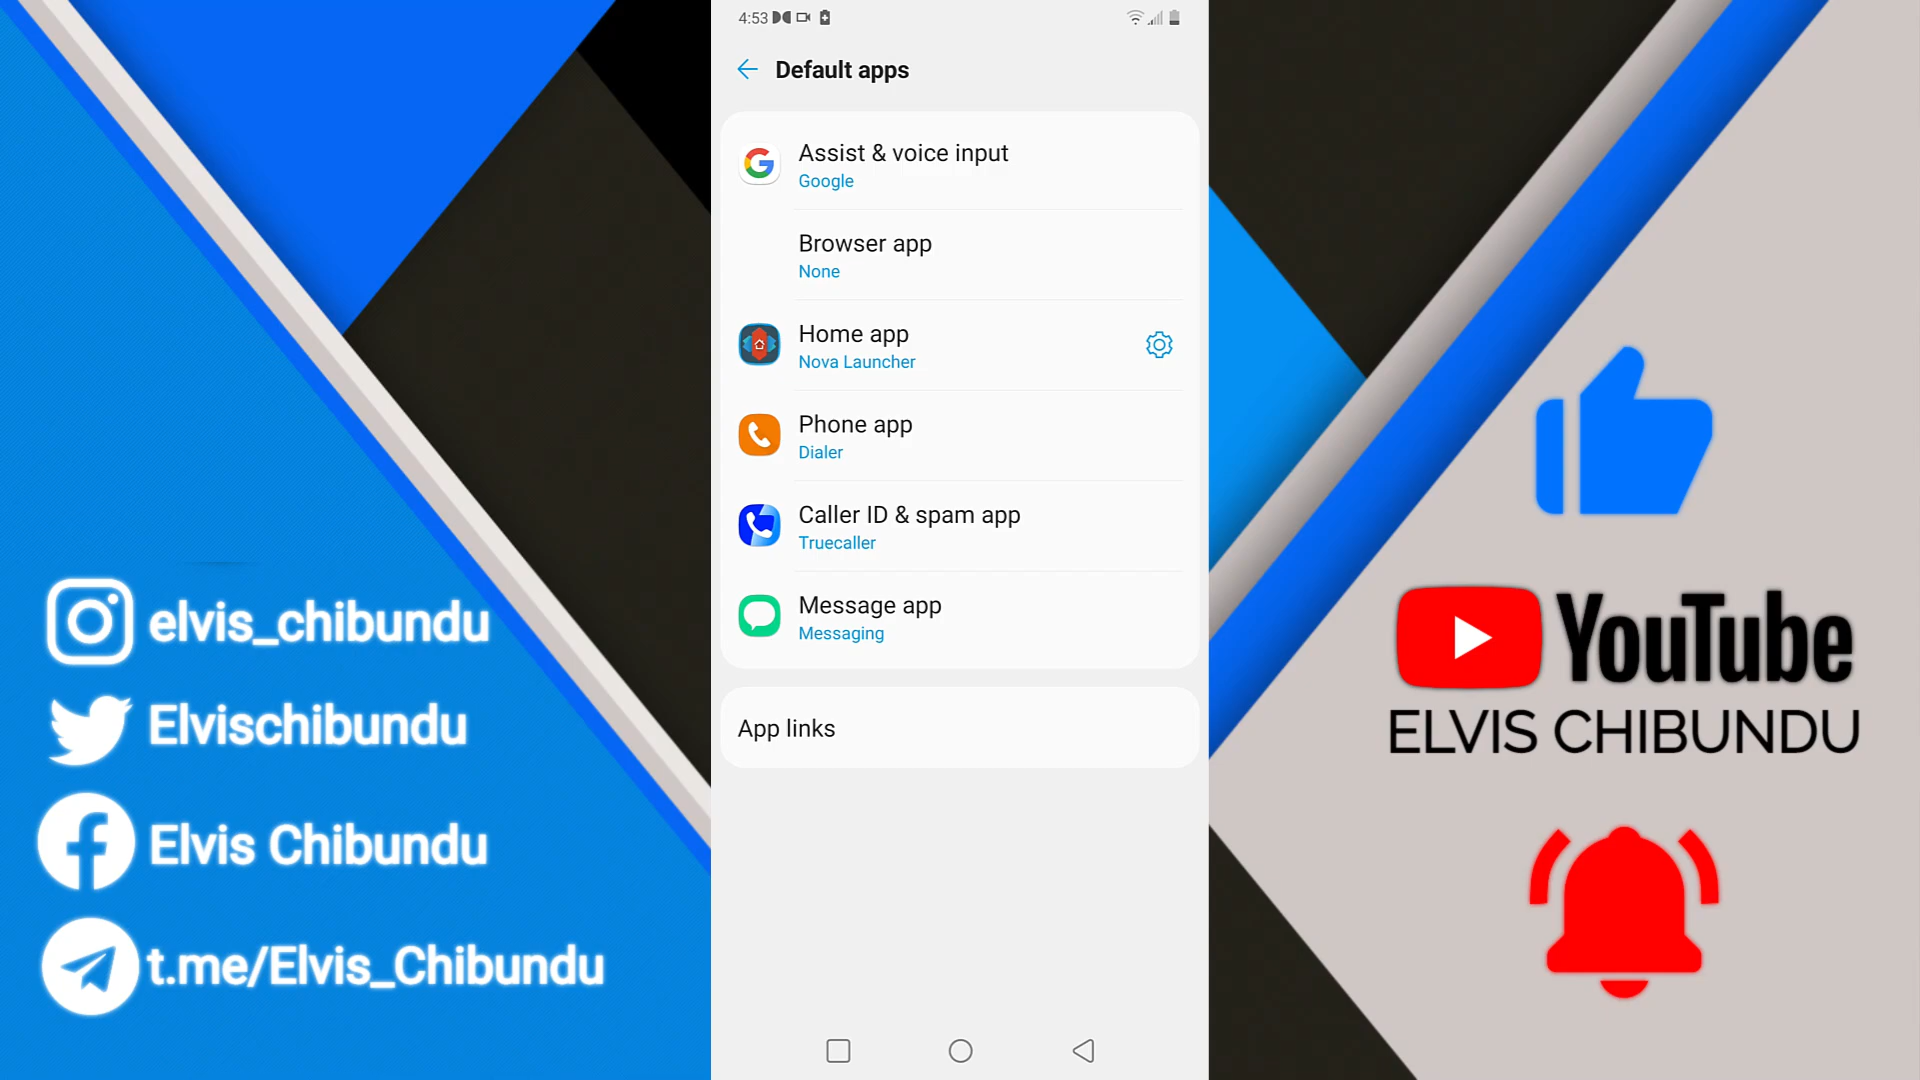 4:53
Default apps
Assist & voice input
Google
Browser app
None
Home app
Nova Launcher
Phone app
Dialer
Caller ID & spam app
Truecaller
Message app
Messaging
App links
elvis_chibundu
Elvischibundu
Elvis Chibundu
t.me/Elvis_Chibundu
YouTube
ELVIS CHIBUNDU